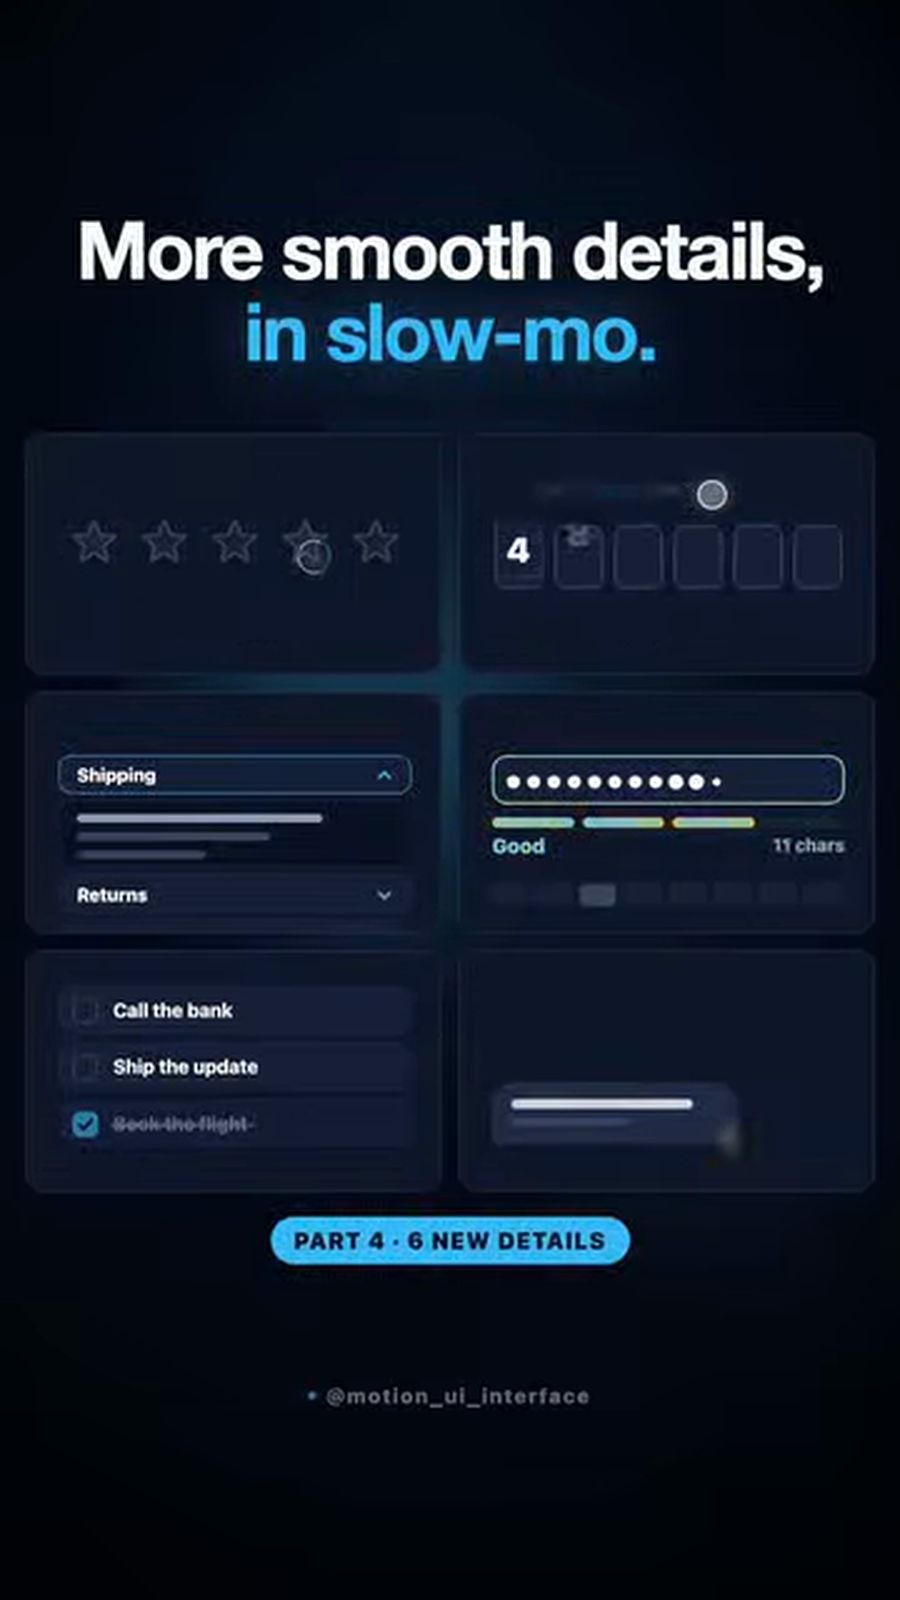 More smooth details,
in slow-mo.
4
Shipping
Returns
Good
11 chars
Call the bank
Ship the update
Book the flight
PART 4 · 6 NEW DETAILS
@motion_ui_interface